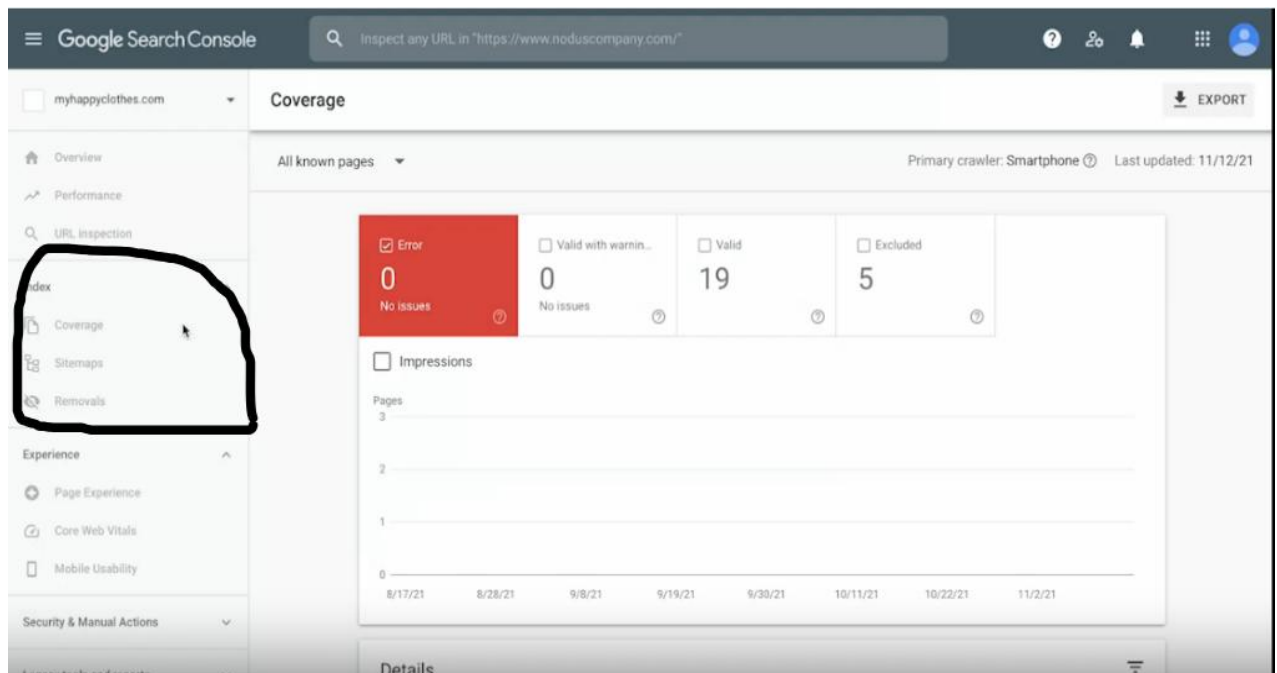 Google Search Console
Inspect any URL in "https://www.noduscompany.com/"
myhappyclothes.com
Coverage
EXPORT
Overview
Performance
URL inspection
All known pages
Primary crawler: Smartphone
Last updated: 11/12/21
Index
Coverage
Sitemaps
Removals
Experience
Page Experience
Core Web Vitals
Mobile Usability
Security & Manual Actions
Error
0
No issues
Valid with warnin...
0
No issues
Valid
19
Excluded
5
Impressions
Pages
3
2
1
0
8/17/21 8/28/21 9/8/21 9/19/21 9/30/21 10/11/21 10/22/21 11/2/21
Details